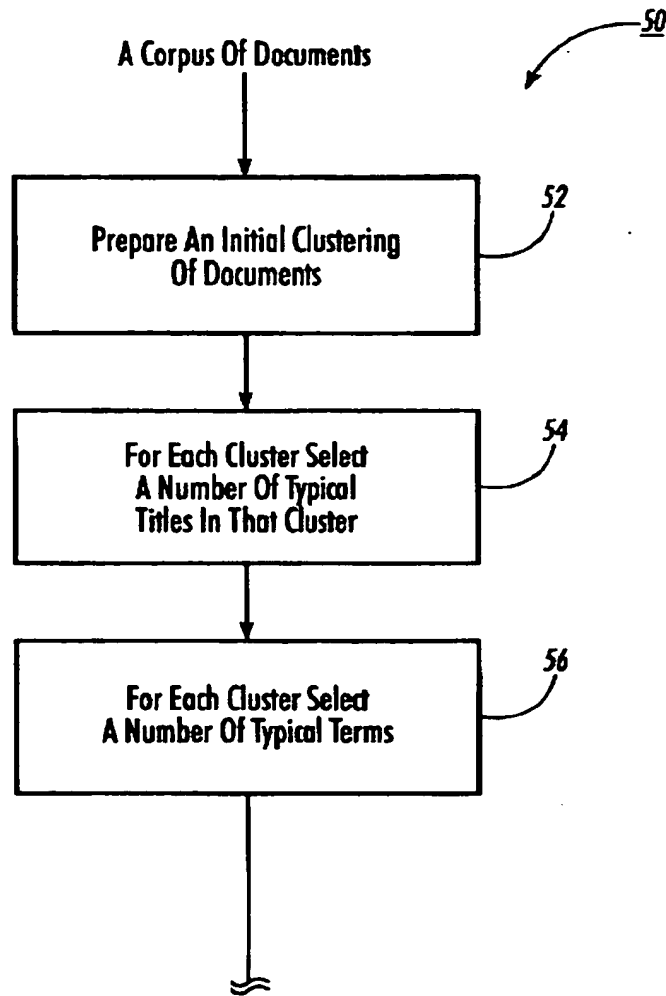 50
A Corpus Of Documents
52
Prepare An Initial Clustering
Of Documents
54
For Each Cluster Select
A Number Of Typical
Titles In That Cluster
56
For Each Cluster Select
A Number Of Typical Terms